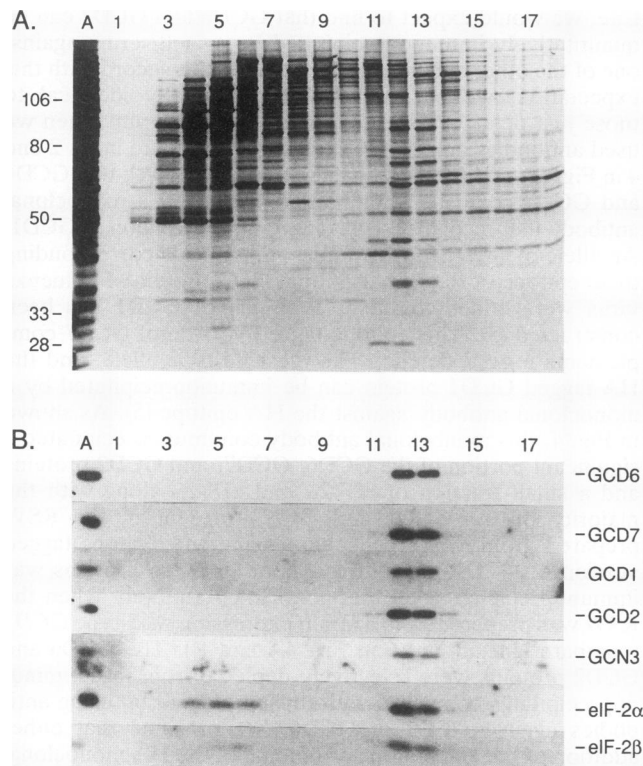 A.
A 1 3 5 7 9 11 13 15 17
106 –
80 –
50 –
33 –
28 –
B.
A 1 3 5 7 9 11 13 15 17
– GCD6
– GCD7
– GCD1
– GCD2
– GCN3
– eIF-2α
– eIF-2β